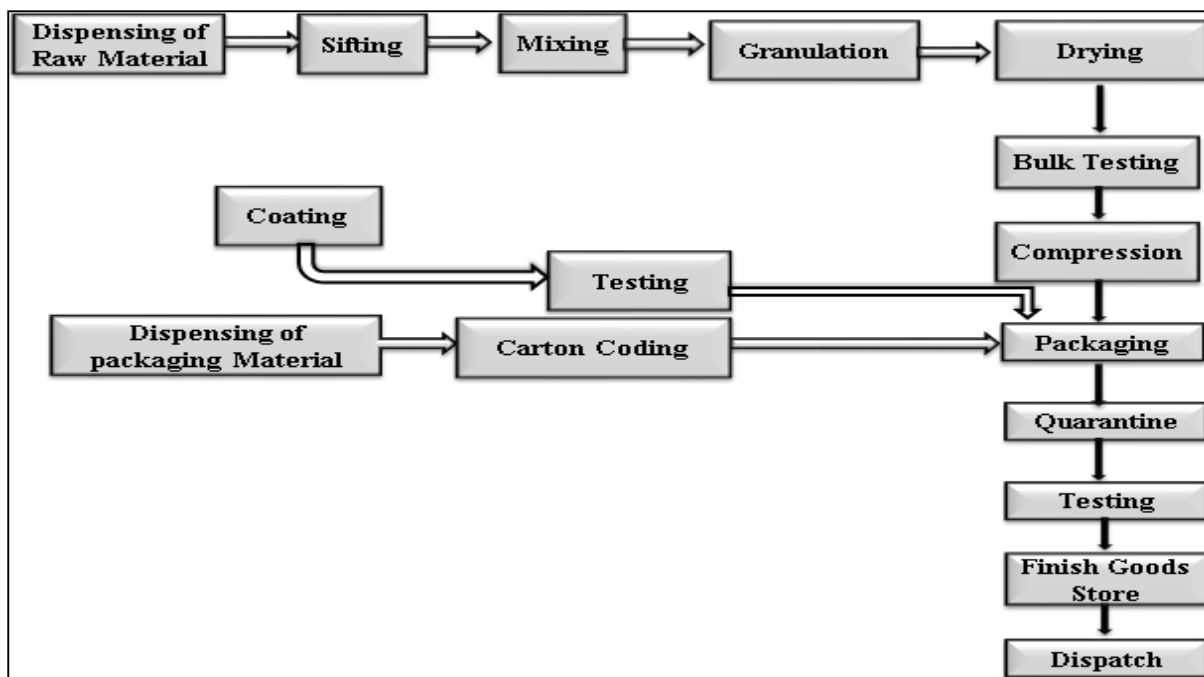 Dispensing of
Raw Material
Sifting
Mixing
Granulation
Drying
Bulk Testing
Coating
Compression
Testing
Dispensing of
packaging Material
Carton Coding
Packaging
Quarantine
Testing
Finish Goods
Store
Dispatch